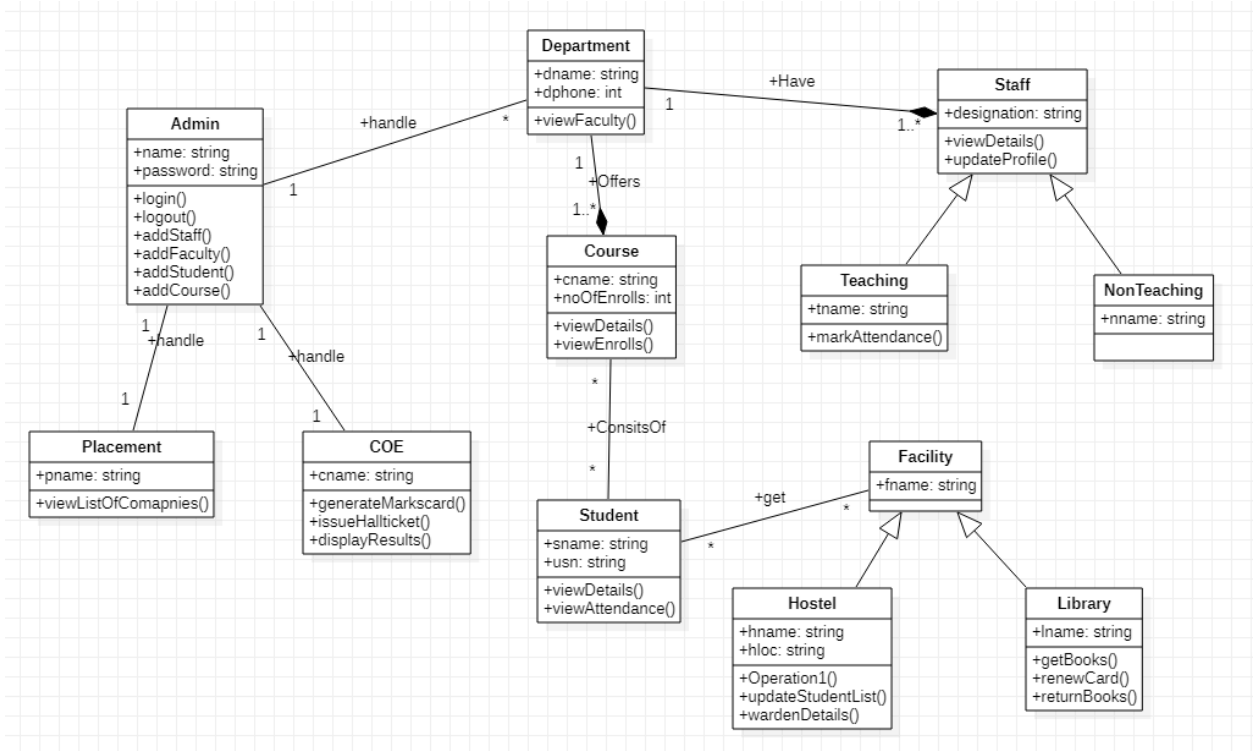 Department
+dname: string
+dphone: int
+viewFaculty()
+Have
1
1..*
Staff
+designation: string
+viewDetails()
+updateProfile()
Admin
+name: string
+password: string
+login()
+logout()
+addStaff()
+addFaculty()
+addStudent()
+addCourse()
+handle
*
1
1
+Offers
1..*
Course
+cname: string
+noOfEnrolls: int
+viewDetails()
+viewEnrolls()
Teaching
+tname: string
+markAttendance()
NonTeaching
+nname: string
1
+handle
1
1
+handle
1
Placement
+pname: string
+viewListOfComapnies()
COE
+cname: string
+generateMarkscard()
+issueHallticket()
+displayResults()
*
+ConsitsOf
*
Student
+sname: string
+usn: string
+viewDetails()
+viewAttendance()
+get
*
*
Facility
+fname: string
Hostel
+hname: string
+hloc: string
+Operation1()
+updateStudentList()
+wardenDetails()
Library
+lname: string
+getBooks()
+renewCard()
+returnBooks()